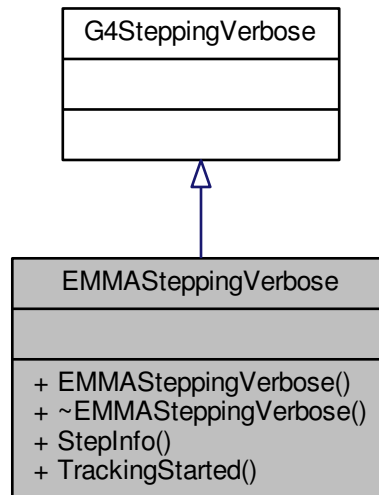 G4SteppingVerbose
EMMASteppingVerbose
+ EMMASteppingVerbose()
+ ~EMMASteppingVerbose()
+ StepInfo()
+ TrackingStarted()